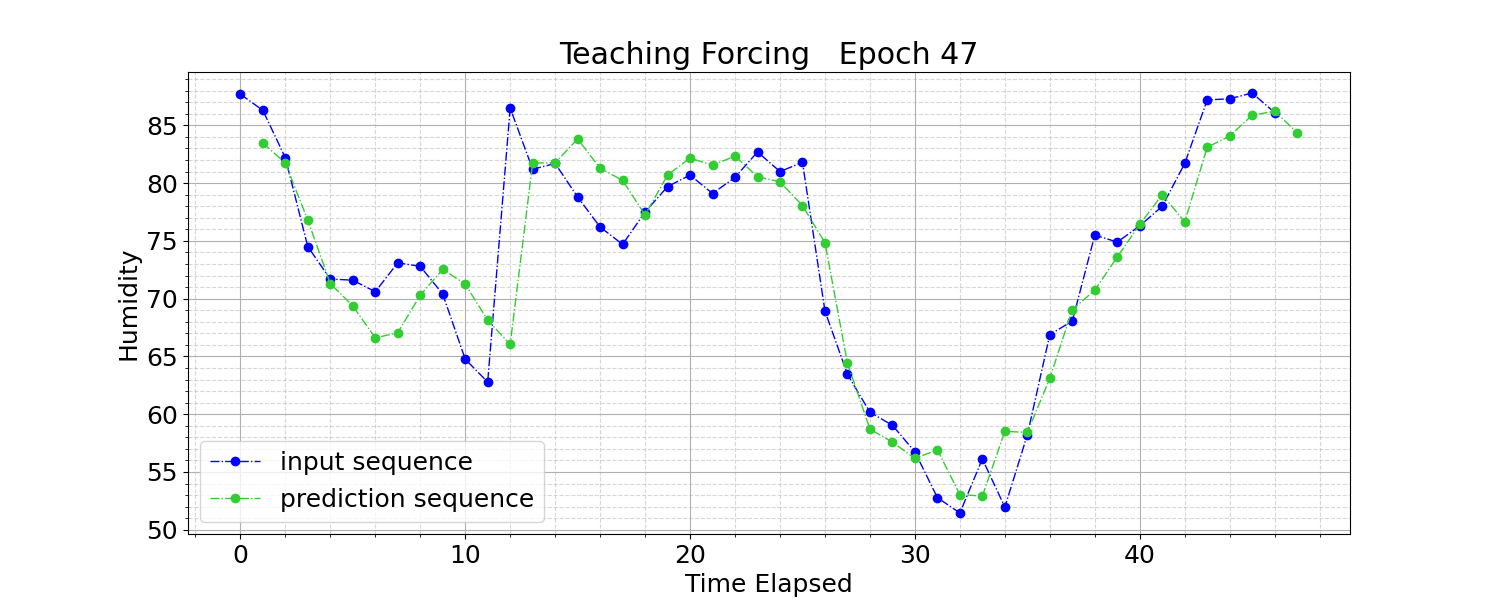 Teaching Forcing   Epoch 47
Humidity
85
80
75
70
65
60
55
50
input sequence
prediction sequence
0 10 20 30 40
Time Elapsed